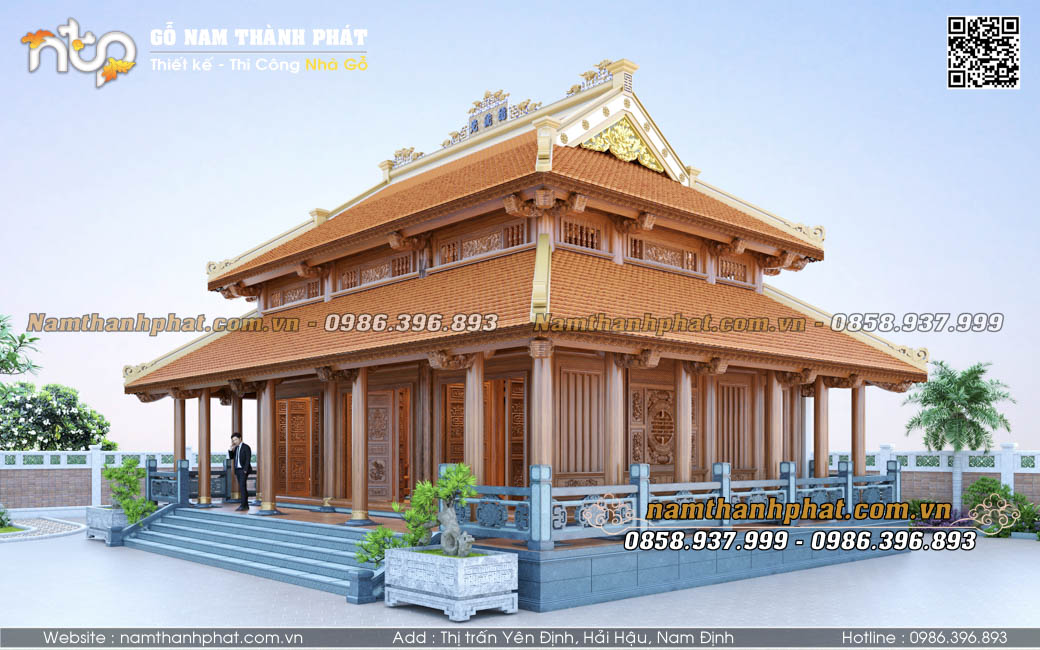 ntp GỖ NAM THÀNH PHÁT
Thiết kế - Thi Công Nhà Gỗ
Namthanhphat.com.vn - 0986.396.893
Namthanhphat.com.vn - 0858.937.999
namthanhphat.com.vn
0858.937.999 - 0986.396.893
Website : namthanhphat.com.vn
Add : Thị trấn Yên Định, Hải Hậu, Nam Định
Hotline : 0986.396.893